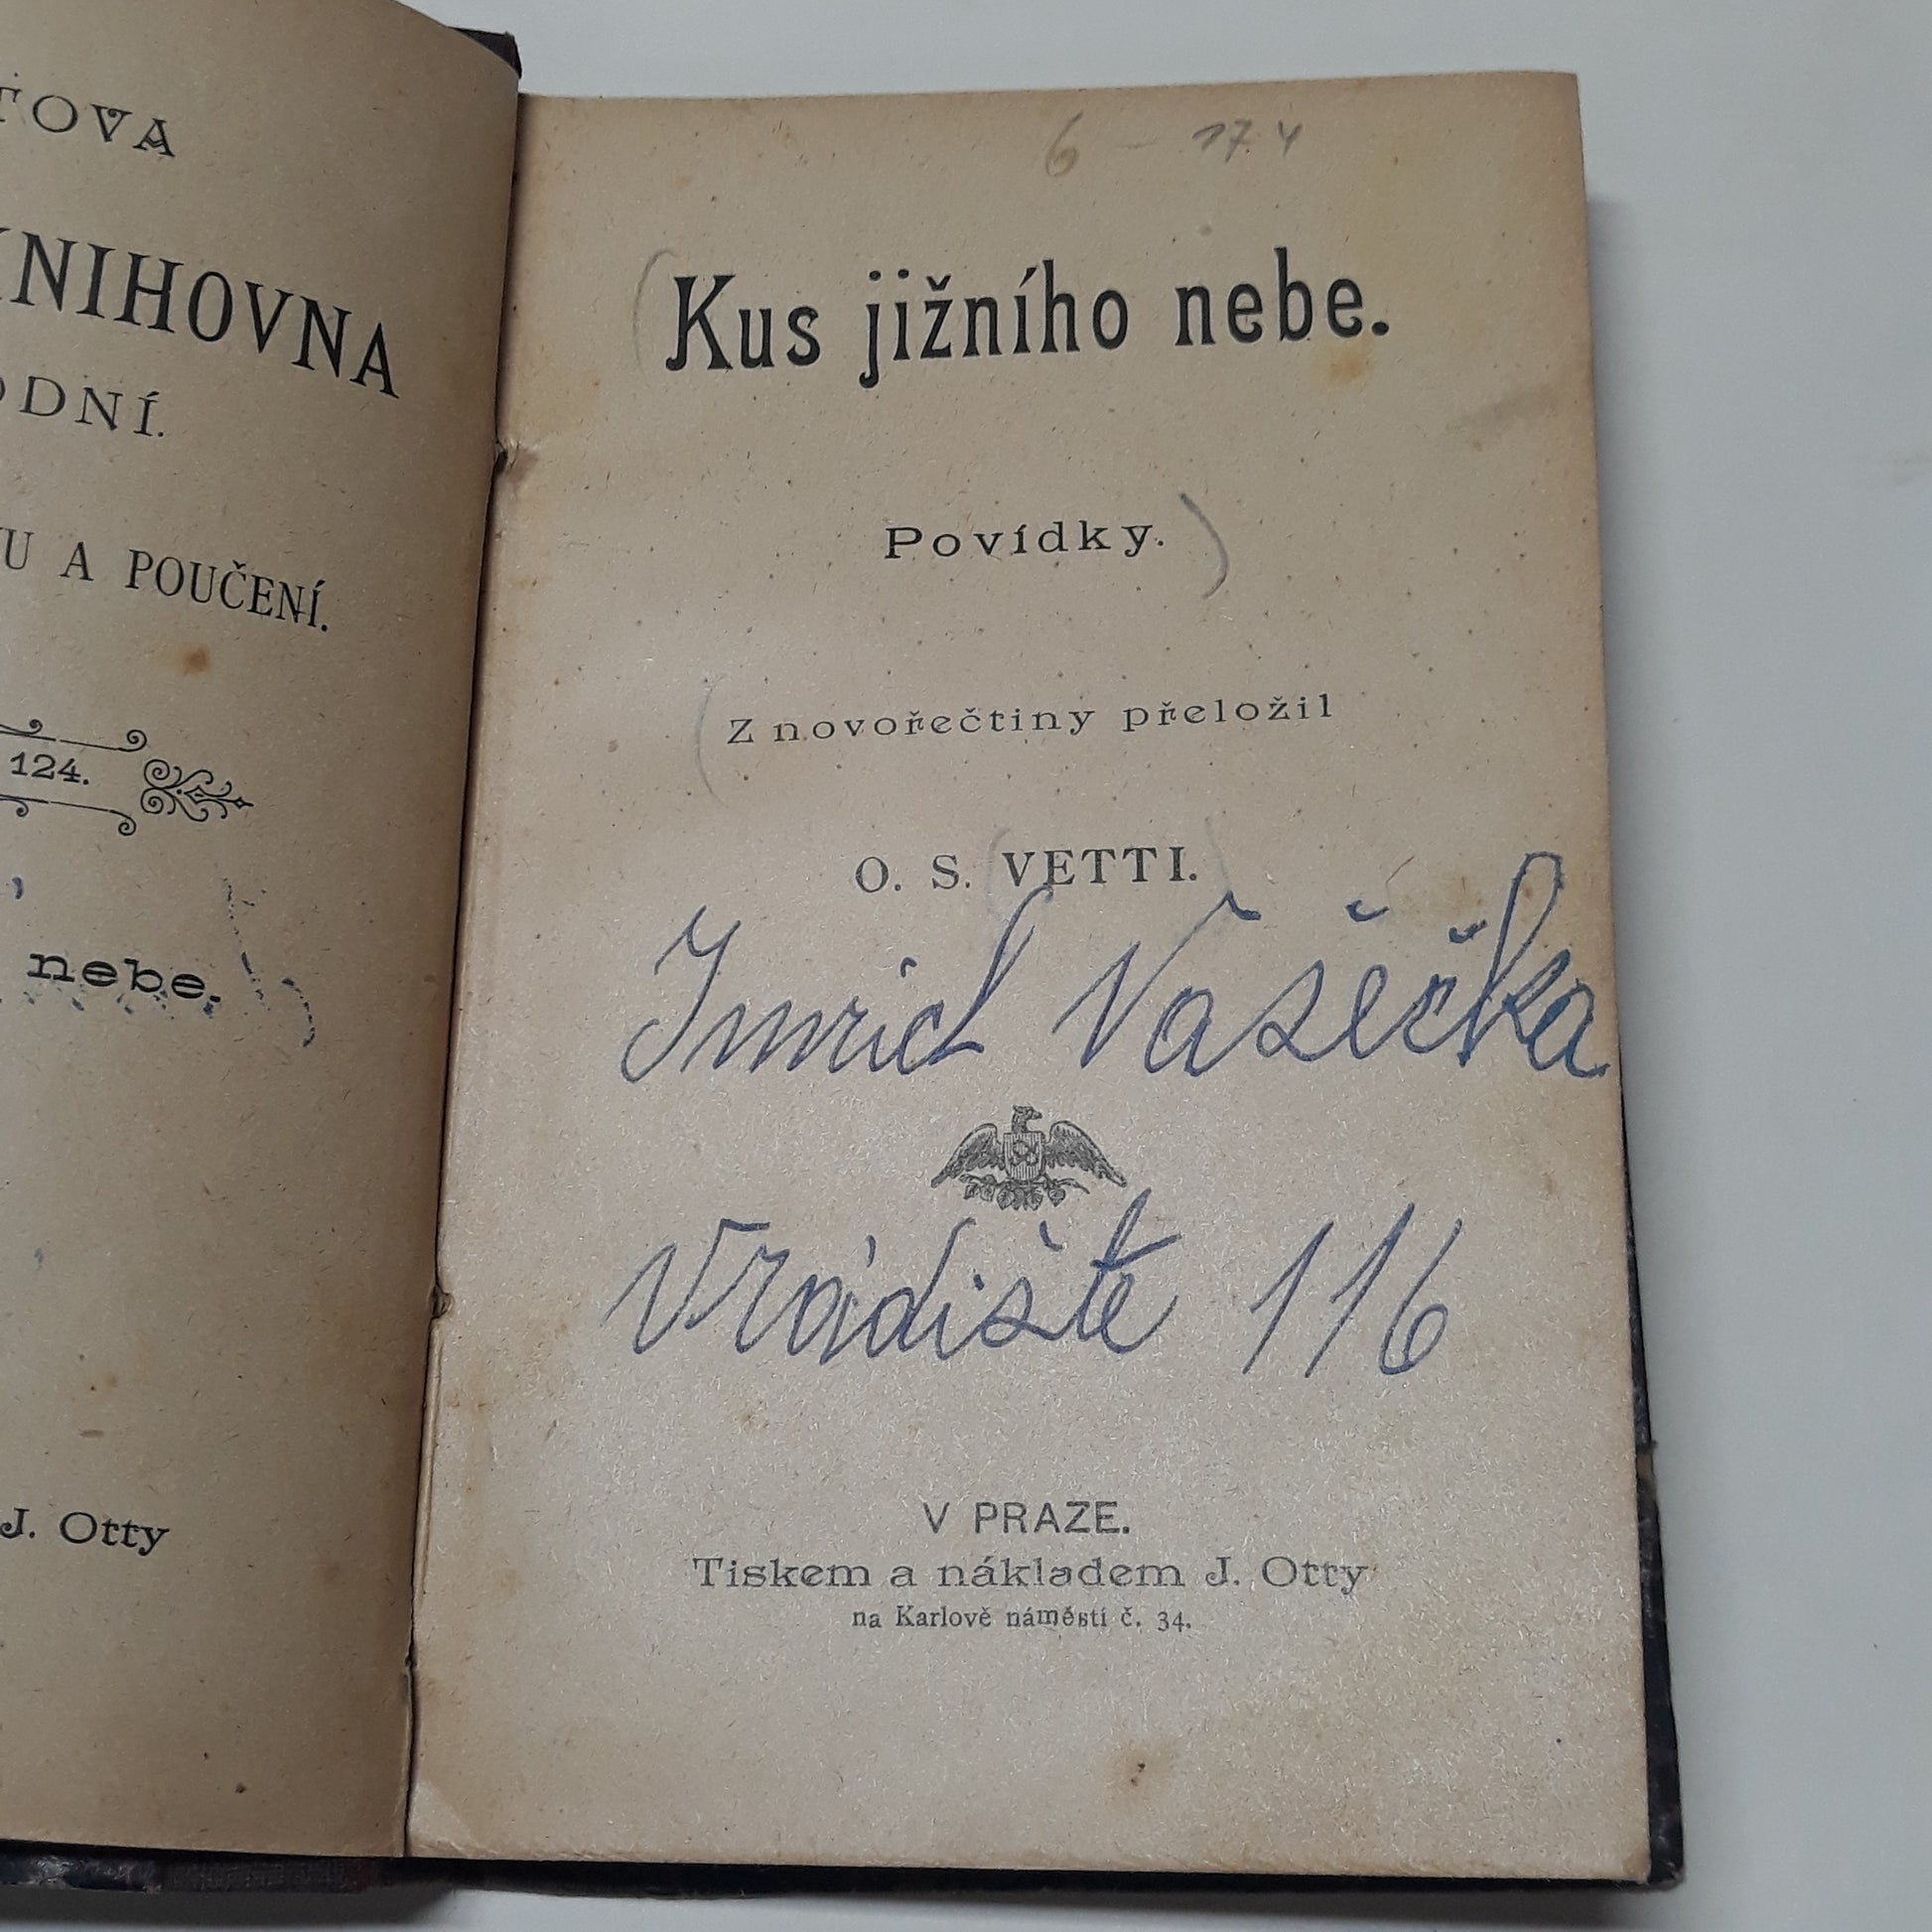 TOVA
KNIHOVNA
ODNÍ.
U A POUČENÍ.
124.
nebe.
J. Otty
6 - 174
Kus jižního nebe.
Povídky.
Z novořečtiny přeložil
O. S. VETTI.
Imrich Vašečka
Vrádište 116
V PRAZE.
Tiskem a nákladem J. Otty
na Karlově náměstí č. 34.